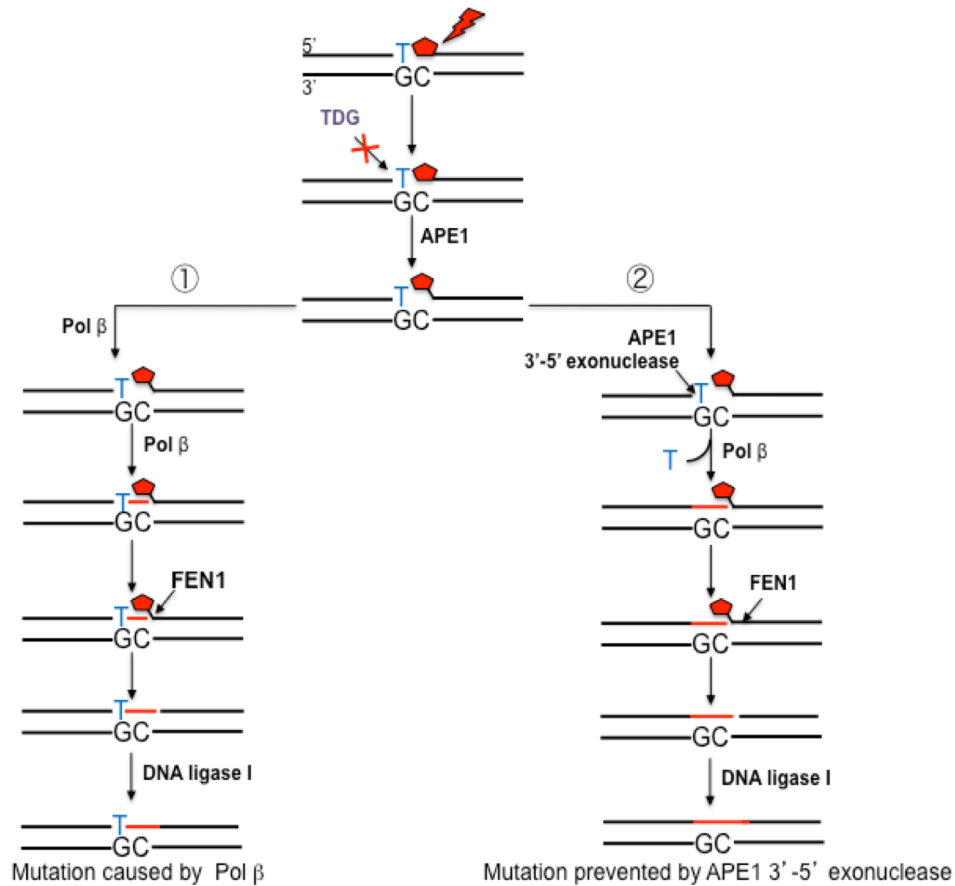 5’
T
3’
GC
TDG
T
GC
APE1
①
②
T
GC
Pol β
APE1
3’-5’ exonuclease
T
GC
T
GC
Pol β
T
Pol β
T
GC
GC
FEN1
FEN1
T
GC
GC
T
GC
GC
DNA ligase I
DNA ligase I
T
GC
GC
Mutation caused by Pol β
Mutation prevented by APE1 3’-5’ exonuclease